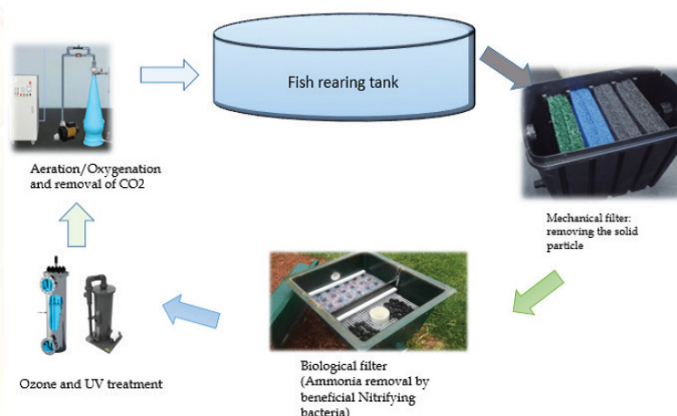 Fish rearing tank
Aeration/Oxygenation
and removal of CO2
Mechanical filter:
removing the solid
particle
Biological filter
(Ammonia removal by
beneficial Nitrifying
bacteria)
Ozone and UV treatment